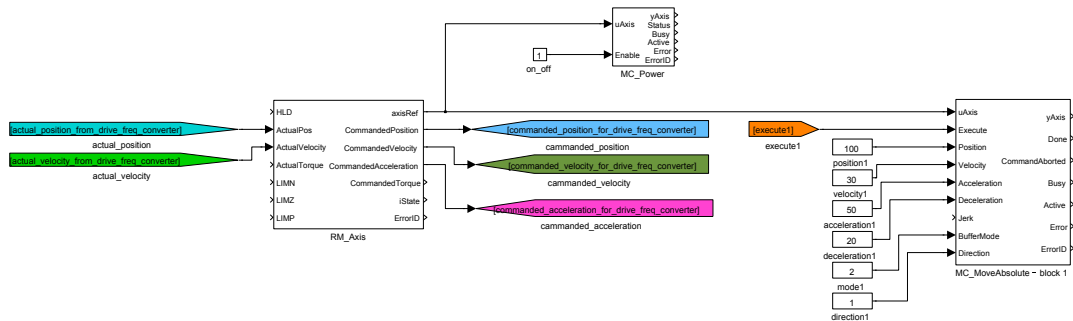 yAxis
uAxis
Status
Busy
Active
Error
Enable
ErrorID
MC_Power
1
on_off
HLD
ActualPos
ActualVelocity
ActualTorque
LIMN
LIMZ
LIMP
axisRef
CommandedPosition
CommandedVelocity
CommandedAcceleration
CommandedTorque
iState
ErrorID
RM_Axis
[actual_position_from_drive_freq_converter]
actual_position
[actual_velocity_from_drive_freq_converter]
actual_velocity
[commanded_position_for_drive_freq_converter]
cammanded_position
[commanded_velocity_for_drive_freq_converter]
cammanded_velocity
[commanded_acceleration_for_drive_freq_converter]
cammanded_acceleration
[execute1]
execute1
100
position1
30
velocity1
50
acceleration1
20
deceleration1
2
mode1
1
direction1
uAxis
Execute
Position
Velocity
Acceleration
Deceleration
Jerk
BufferMode
Direction
yAxis
Done
CommandAborted
Busy
Active
Error
ErrorID
MC_MoveAbsolute − block 1